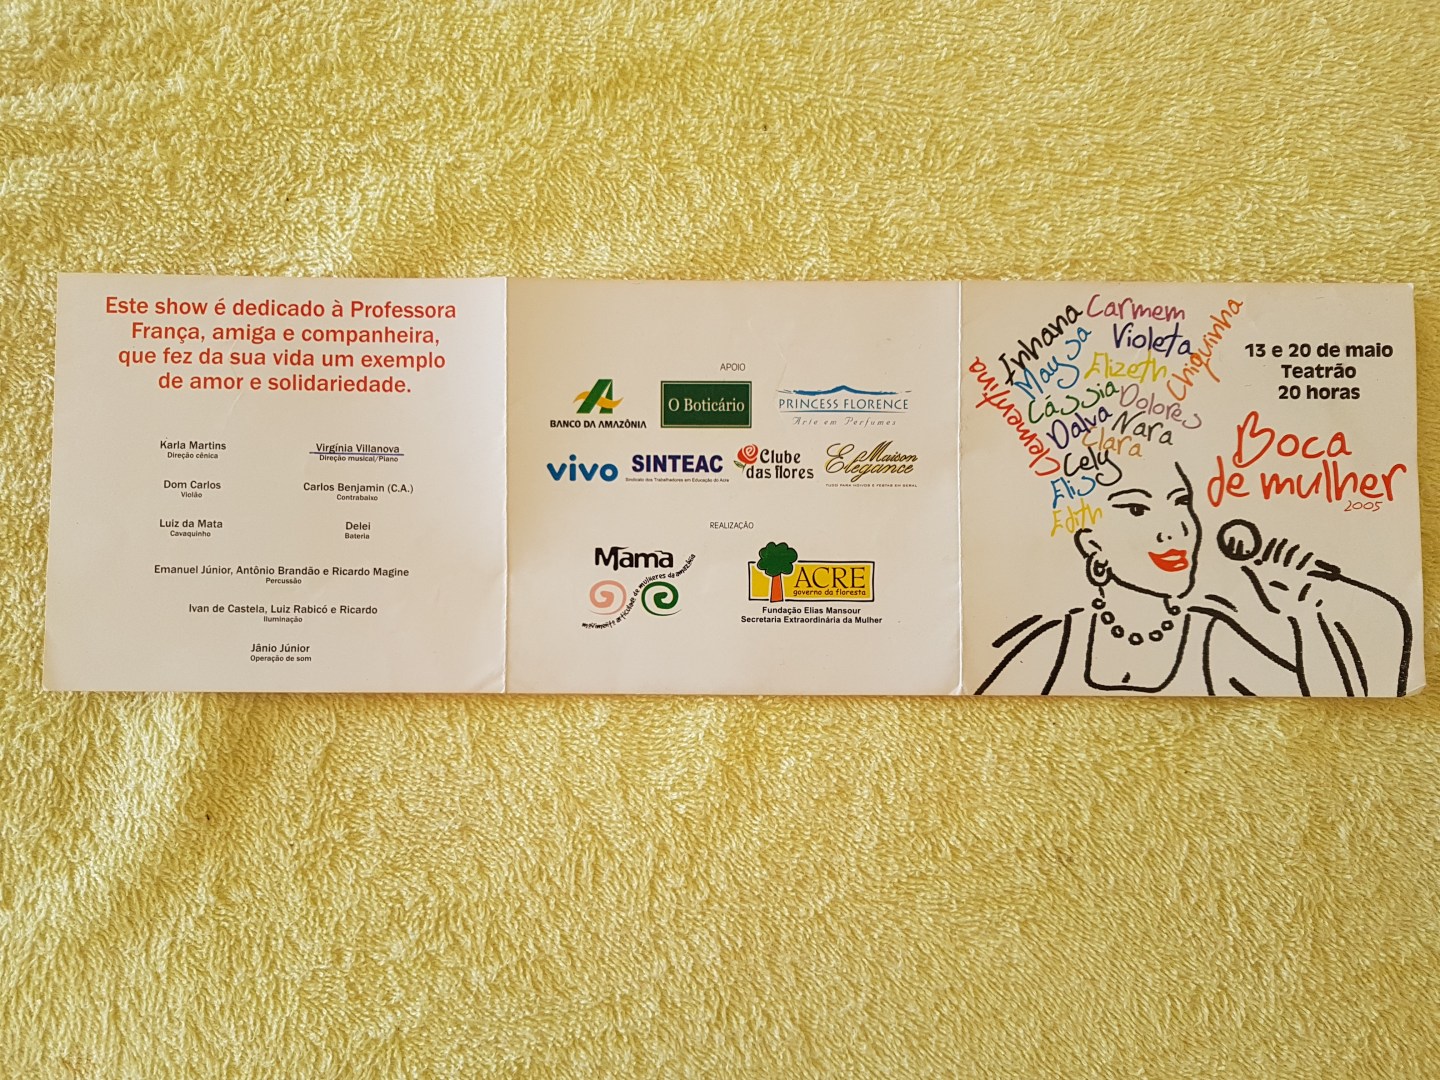 Este show é dedicado à Professora
França, amiga e companheira,
que fez da sua vida um exemplo
de amor e solidariedade.
Karla Martins
Direção cênica
Virgínia Villanova
Direção musical/Piano
Dom Carlos
Violão
Carlos Benjamin (C.A.)
Contrabaixo
Luiz da Mata
Cavaquinho
Delei
Bateria
Emanuel Júnior, Antônio Brandão e Ricardo Magine
Percussão
Ivan de Castela, Luiz Rabicó e Ricardo
Iluminação
Jânio Júnior
Operação de som
APOIO
BANCO DA AMAZÔNIA
O Boticário
PRINCESS FLORENCE
Arte em Perfumes
vivo
SINTEAC
Sindicato dos Trabalhadores em Educação do Acre
Clube
das flores
Maison
Elegance
TUDO PARA NOIVOS E FESTAS EM GERAL
REALIZAÇÃO
Mama
movimento articulado de mulheres da amazônia
ACRE
governo da floresta
Fundação Elias Mansour
Secretaria Extraordinária da Mulher
Inhana
Carmem
Chiquinha
Maysa
Violeta
Clementina
Elizeth
Cássia
Dolores
Dalva
Nara
Clara
Cely
Elis
Edith
13 e 20 de maio
Teatrão
20 horas
Boca
de mulher
2005